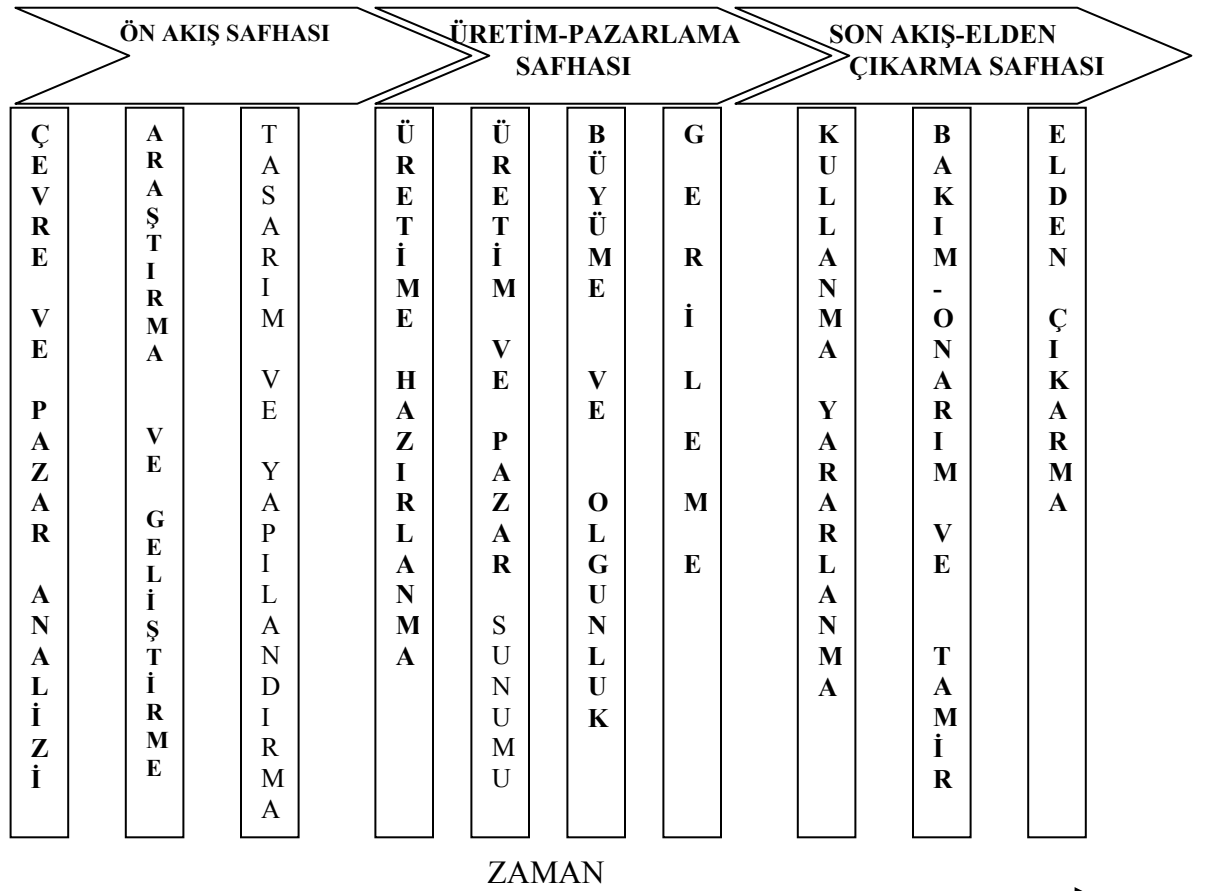 ÖN AKIŞ SAFHASI
ÜRETİM-PAZARLAMA
SAFHASI
SON AKIŞ-ELDEN
ÇIKARMA SAFHASI
ÇEVRE VE PAZAR ANALİZİ
ARAŞTIRMA VE GELİŞTİRME
TASARIM VE YAPILANDIRMA
ÜRETİME HAZIRLANMA
ÜRETİM VE PAZAR SUNUMU
BÜYÜME VE OLGUNLUK
GERİLEME
KULLANMA YARARLANMA
BAKIM-ONARIM VE TAMİR
ELDEN ÇIKARMA
ZAMAN